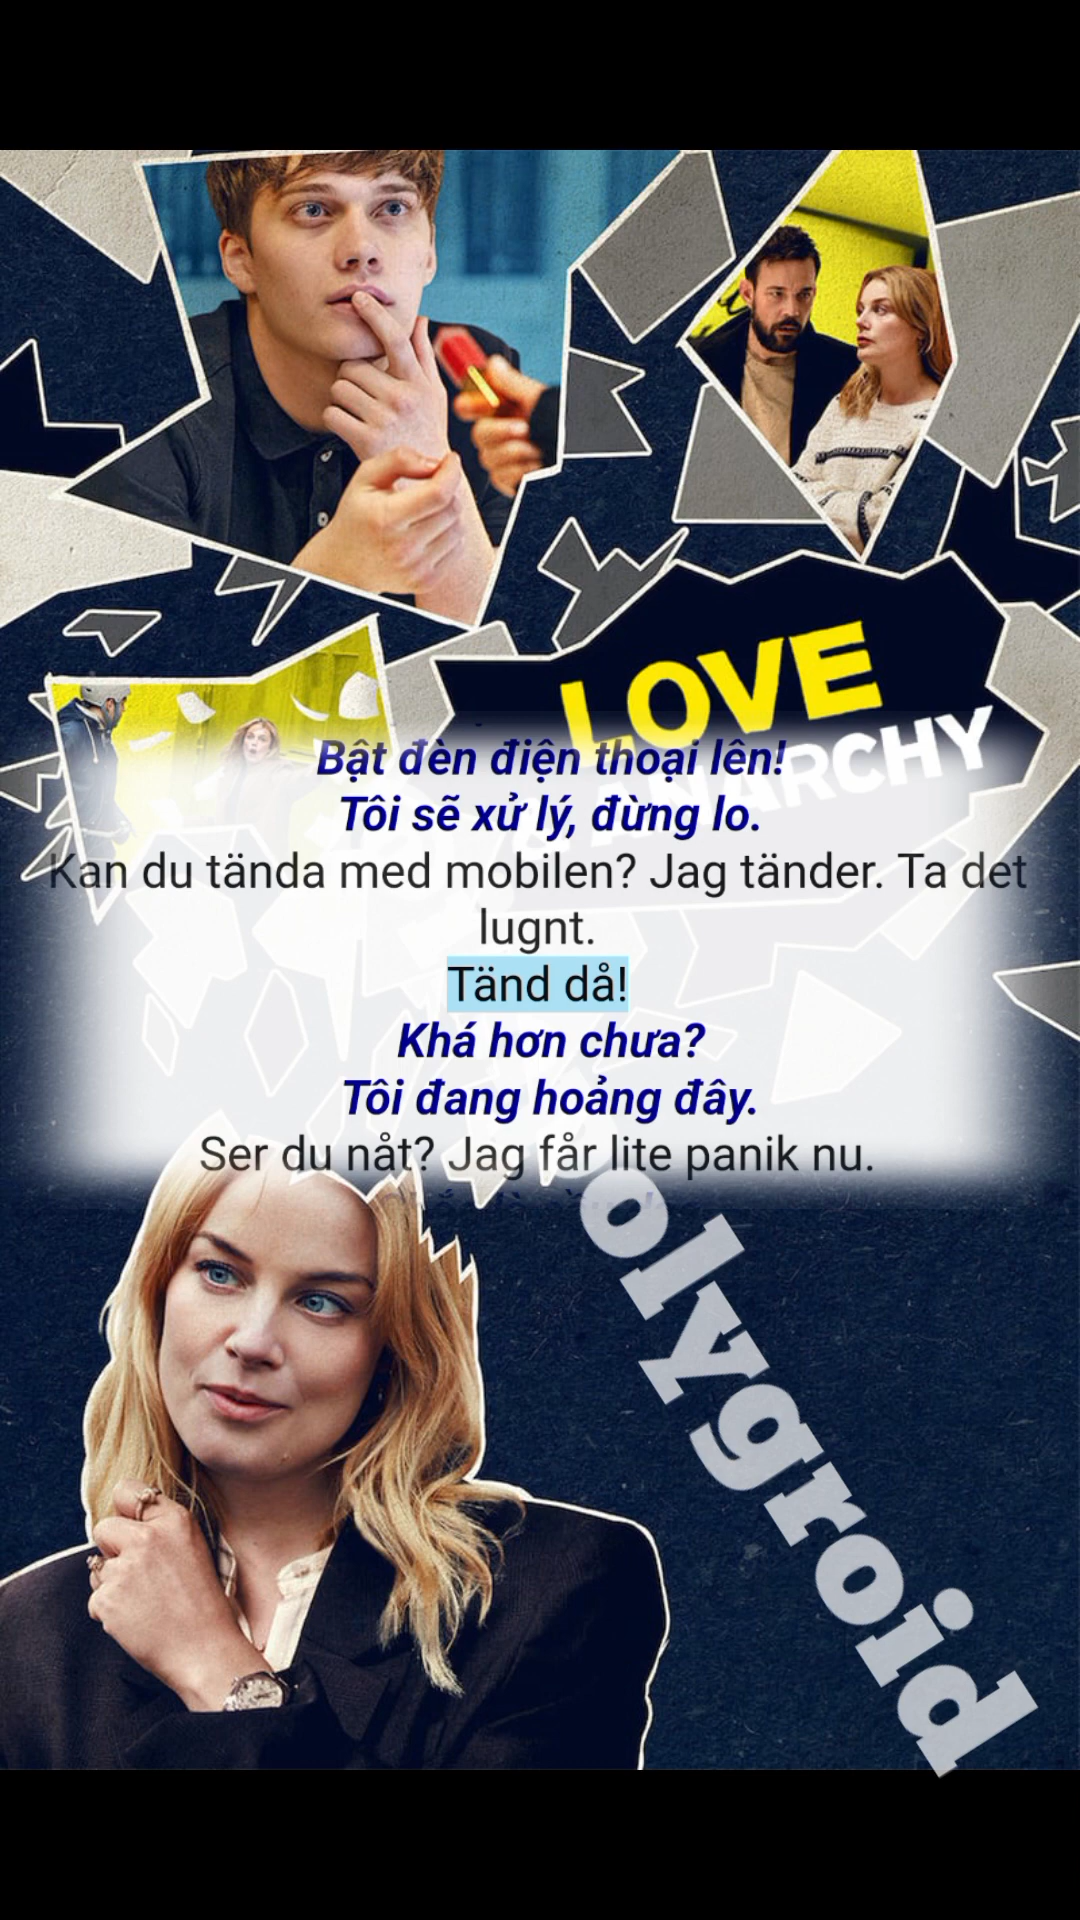 LOVE
& ANARCHY
Bật đèn điện thoại lên!
Tôi sẽ xử lý, đừng lo.
Kan du tända med mobilen? Jag tänder. Ta det
lugnt.
Tänd då!
Khá hơn chưa?
Tôi đang hoảng đây.
Ser du nåt? Jag får lite panik nu.
olygroid